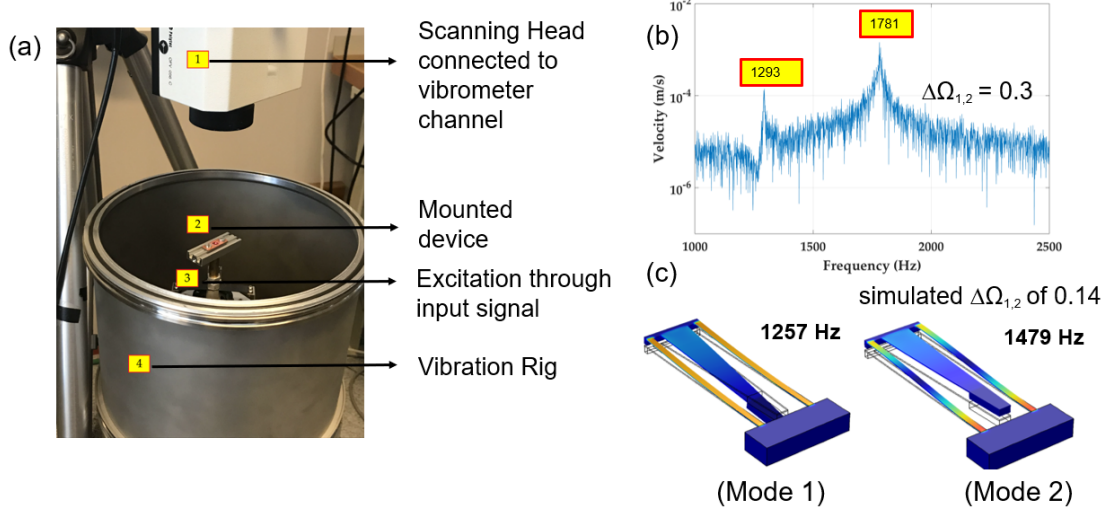 (a)
1
Scanning Head
connected to
vibrometer
channel
2
Mounted
device
3
Excitation through
input signal
4
Vibration Rig
(b)
10-2
10-4
10-6
Velocity (m/s)
1293
1781
ΔΩ1,2 = 0.3
1000
1500
2000
2500
Frequency (Hz)
(c)
simulated ΔΩ1,2 of 0.14
1257 Hz
1479 Hz
(Mode 1)
(Mode 2)